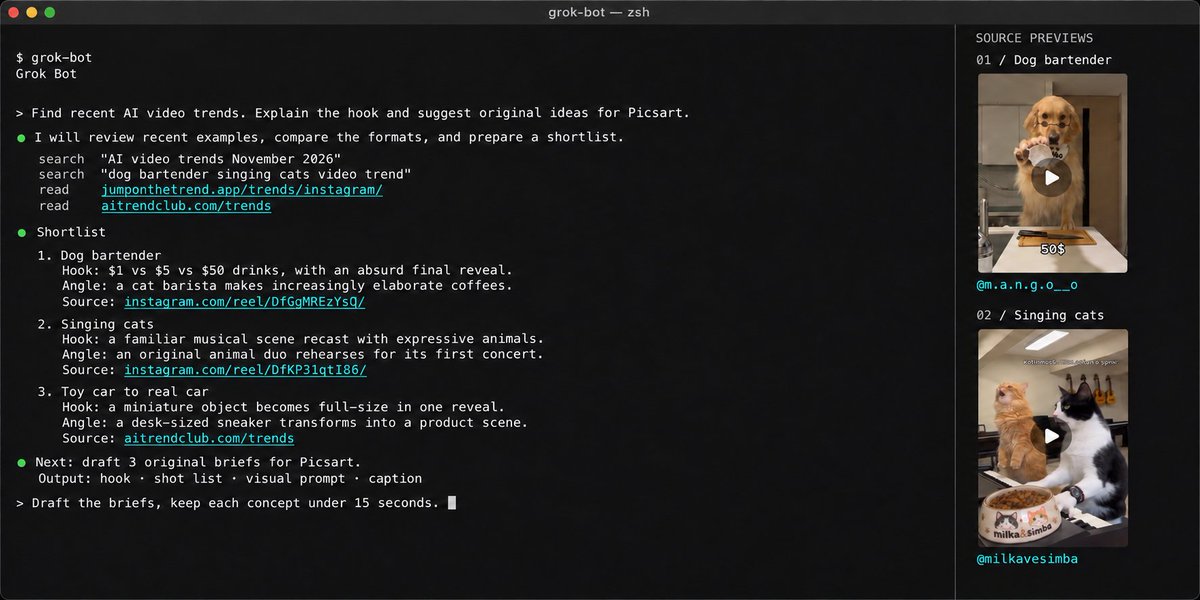 grok-bot — zsh
$ grok-bot
Grok Bot
> Find recent AI video trends. Explain the hook and suggest original ideas for Picsart.
● I will review recent examples, compare the formats, and prepare a shortlist.
search "AI video trends November 2026"
search "dog bartender singing cats video trend"
read jumponthetrend.app/trends/instagram/
read aitrendclub.com/trends
● Shortlist
1. Dog bartender
Hook: $1 vs $5 vs $50 drinks, with an absurd final reveal.
Angle: a cat barista makes increasingly elaborate coffees.
Source: instagram.com/reel/DfGgMREzYsQ/
2. Singing cats
Hook: a familiar musical scene recast with expressive animals.
Angle: an original animal duo rehearses for its first concert.
Source: instagram.com/reel/DfKP31qtI86/
3. Toy car to real car
Hook: a miniature object becomes full-size in one reveal.
Angle: a desk-sized sneaker transforms into a product scene.
Source: aitrendclub.com/trends
● Next: draft 3 original briefs for Picsart.
Output: hook · shot list · visual prompt · caption
> Draft the briefs, keep each concept under 15 seconds.
SOURCE PREVIEWS
01 / Dog bartender
50$
@m.a.n.g.o__o
02 / Singing cats
milka&Simba
@milkavesimba